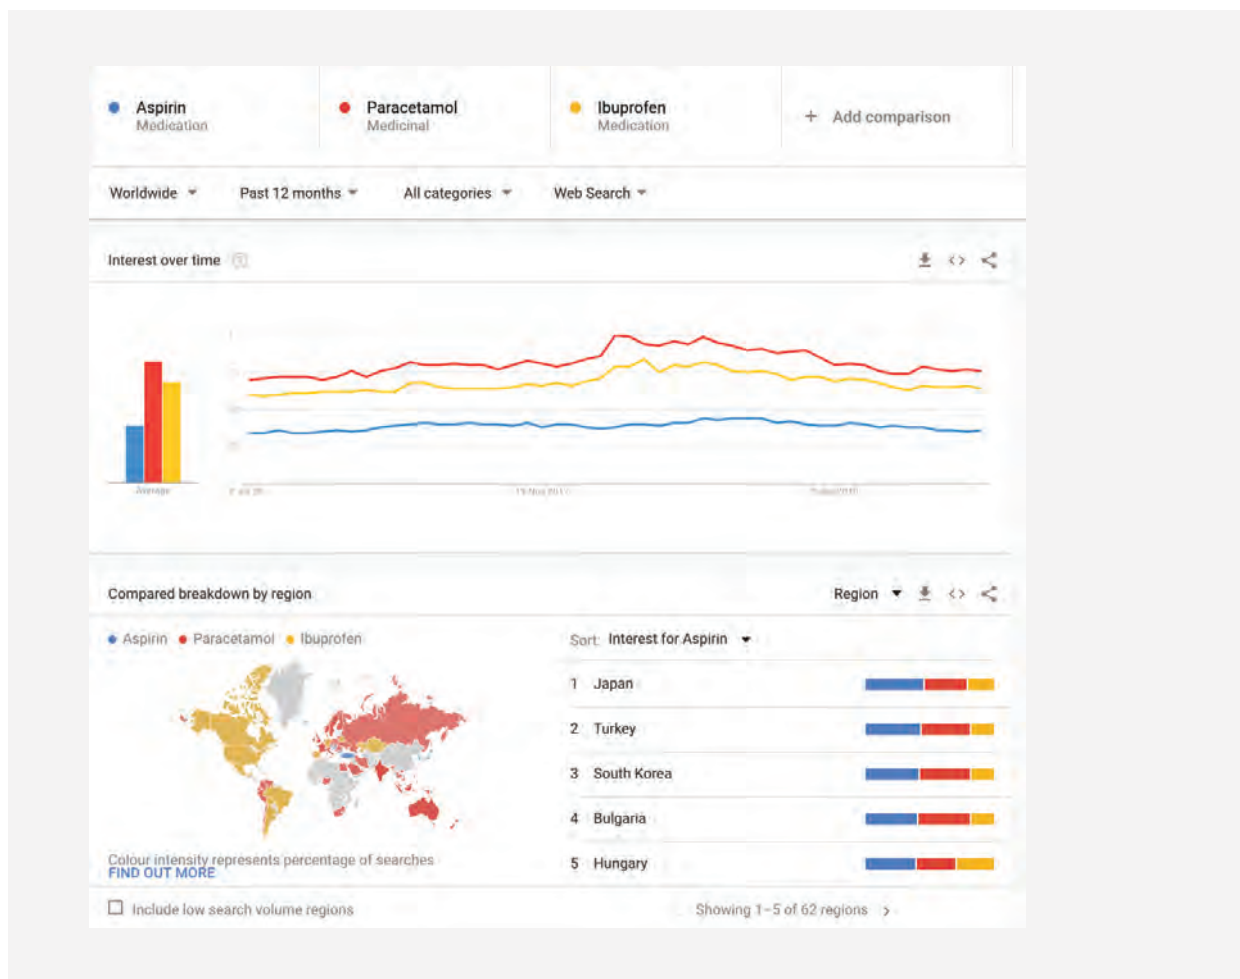 Aspirin
Medication
Paracetamol
Medicinal
Ibuprofen
Medication
+ Add comparison
Worldwide
Past 12 months
All categories
Web Search
Interest over time
Average
Compared breakdown by region
Region
Aspirin
Paracetamol
Ibuprofen
Colour intensity represents percentage of searches
FIND OUT MORE
Include low search volume regions
Sort: Interest for Aspirin
1 Japan
2 Turkey
3 South Korea
4 Bulgaria
5 Hungary
Showing 1–5 of 62 regions